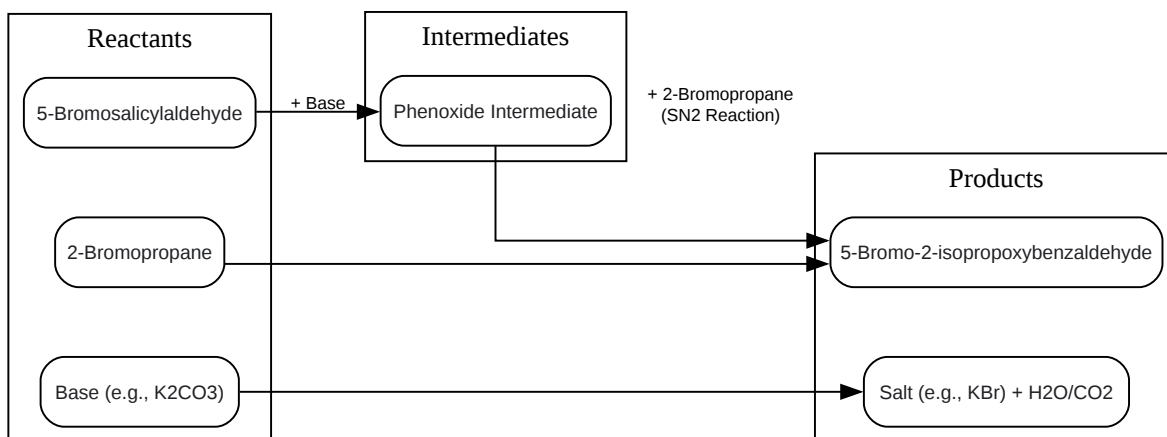 Reactants
Intermediates
5-Bromosalicylaldehyde
+ Base
Phenoxide Intermediate
+ 2-Bromopropane
(SN2 Reaction)
Products
2-Bromopropane
5-Bromo-2-isopropoxybenzaldehyde
Base (e.g., K2CO3)
Salt (e.g., KBr) + H2O/CO2